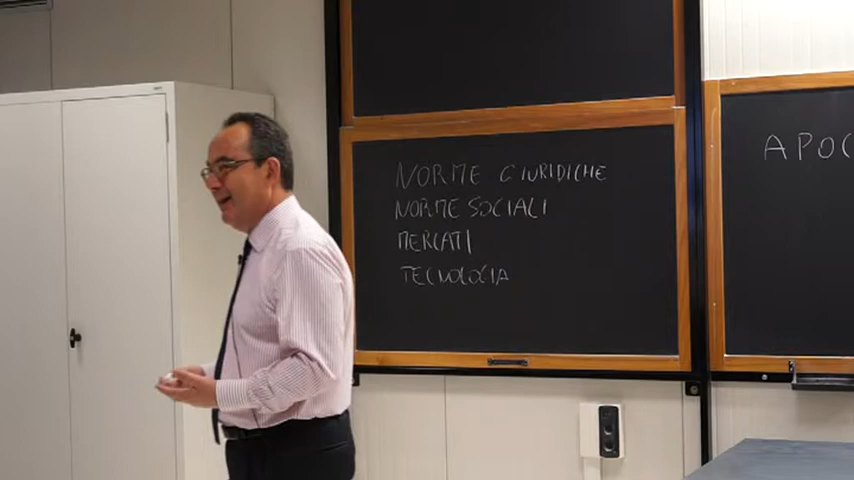 NORME GIURIDICHE
NORME SOCIALI
MERCATI
TECNOLOGIA
APOC